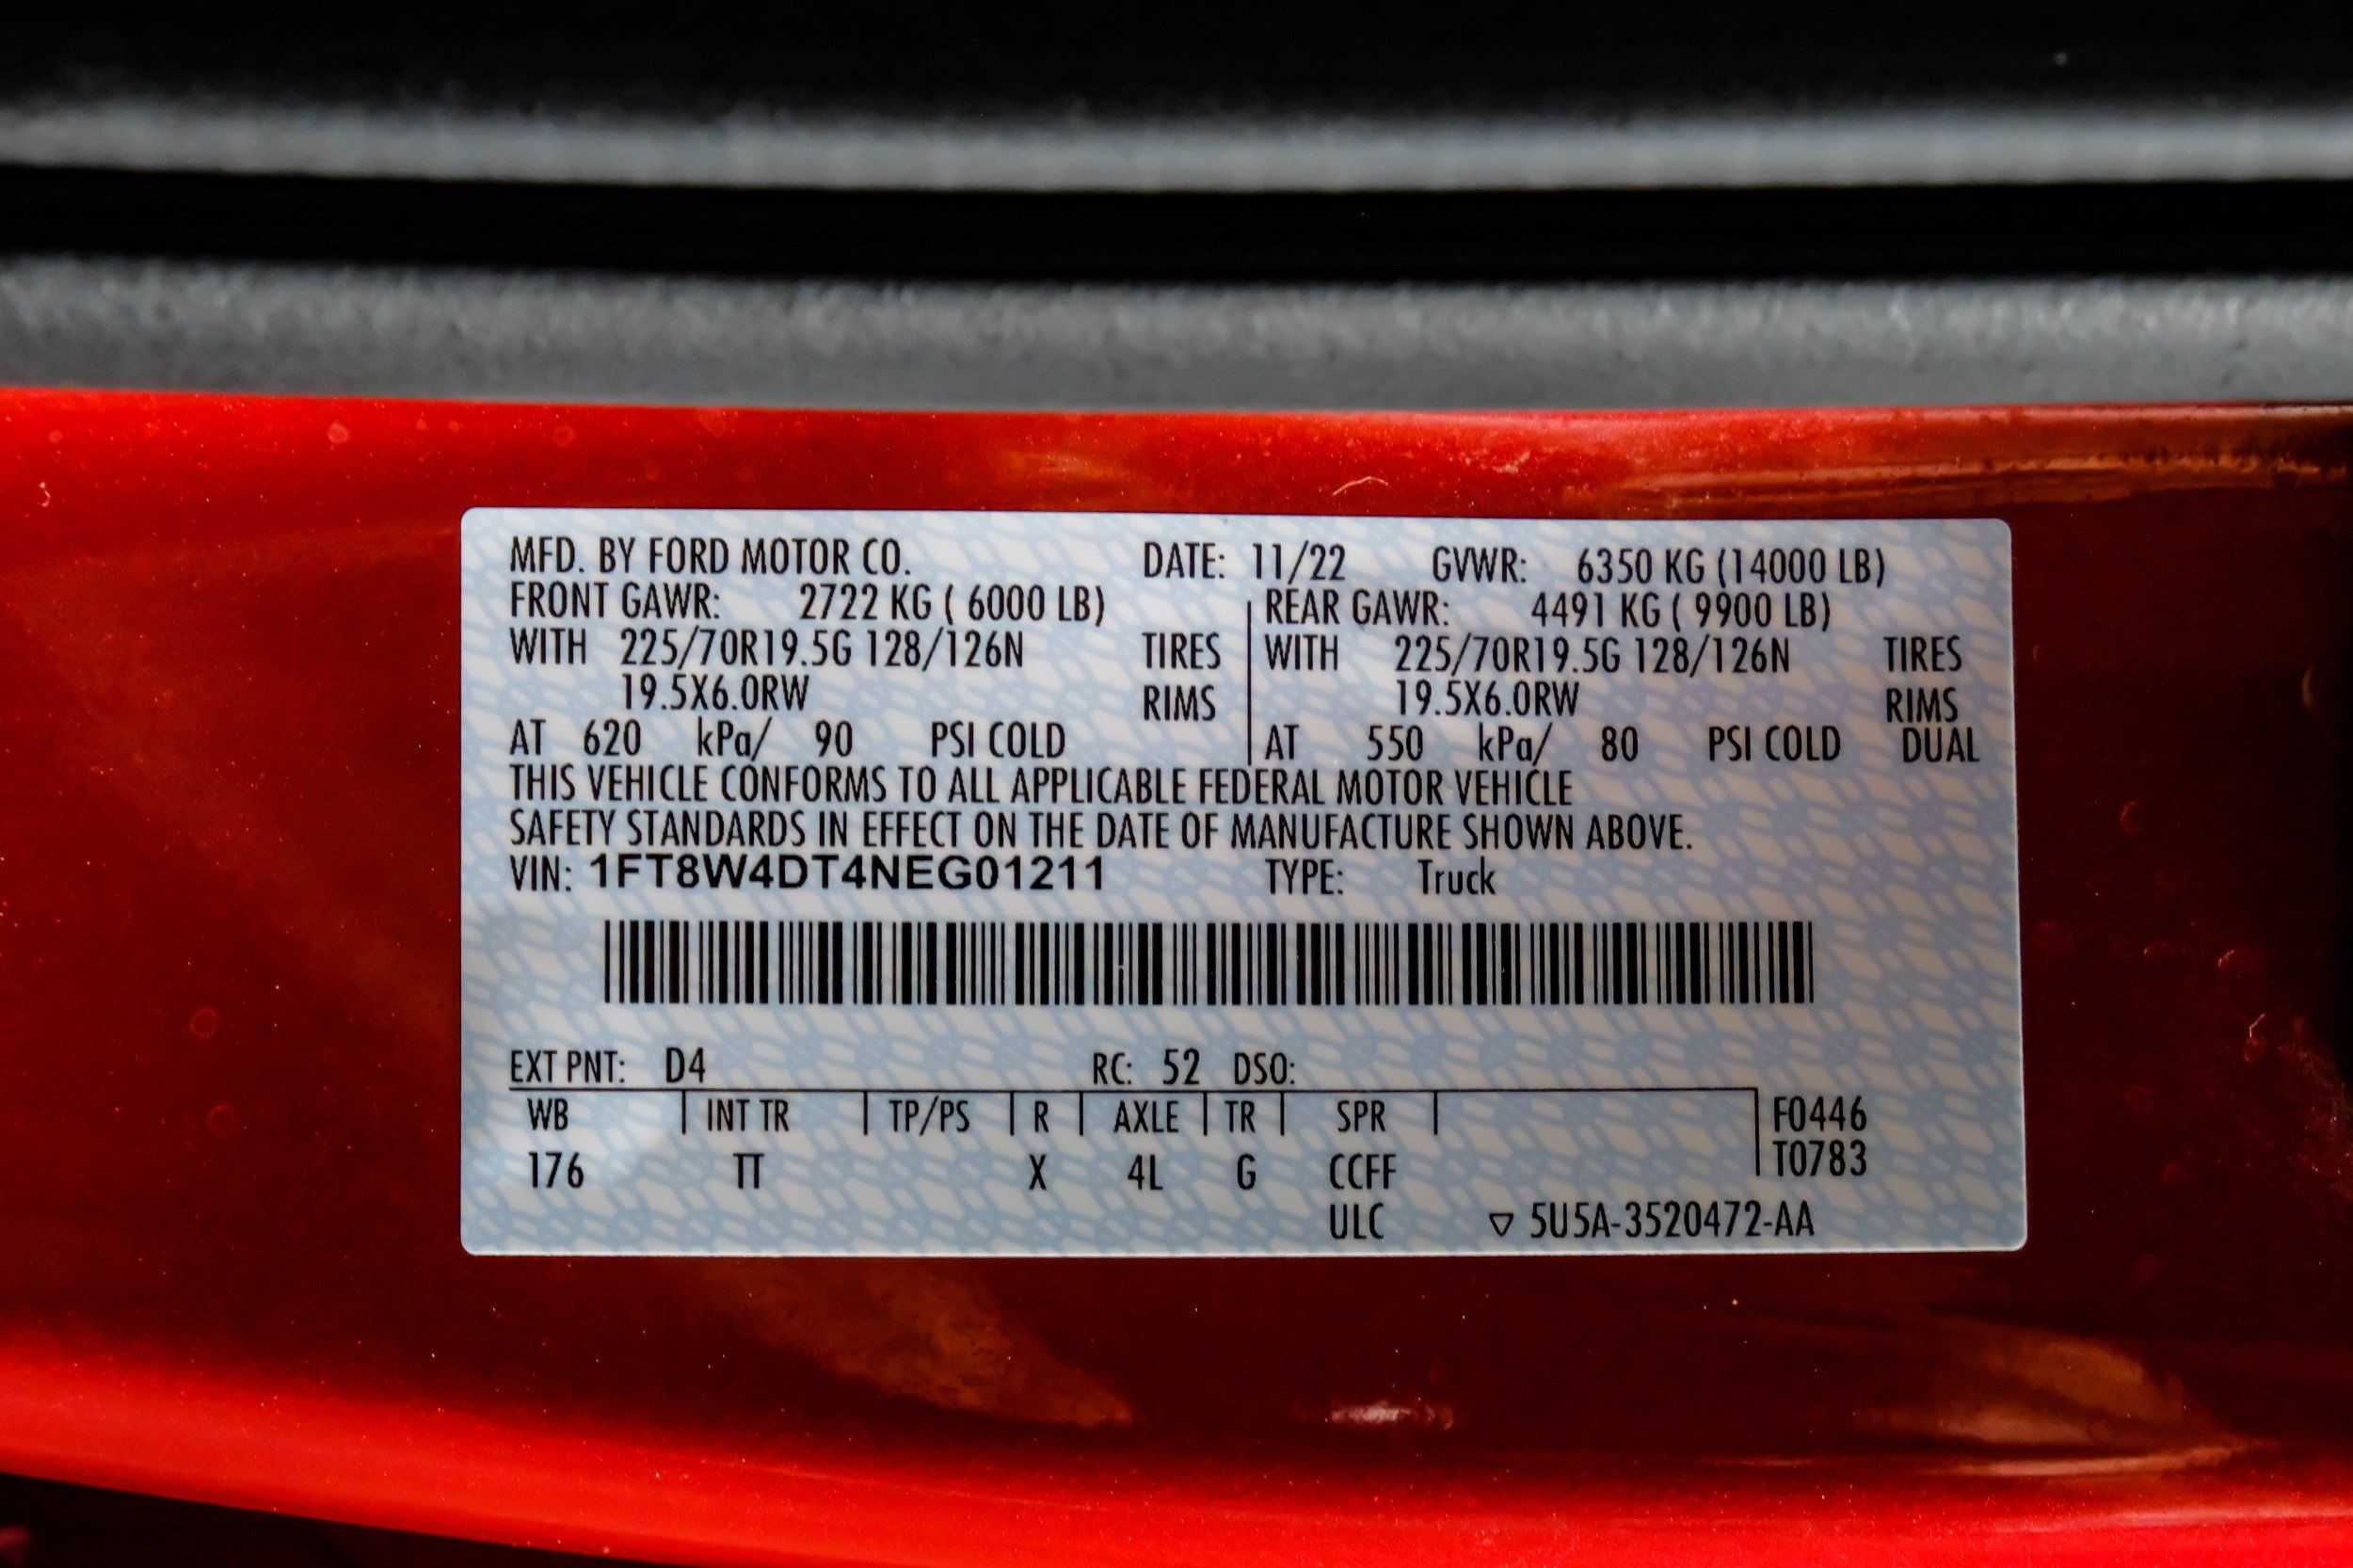 MFD. BY FORD MOTOR CO. DATE: 11/22 GVWR: 6350 KG (14000 LB)
FRONT GAWR: 2722 KG ( 6000 LB) REAR GAWR: 4491 KG ( 9900 LB)
WITH 225/70R19.5G 128/126N TIRES WITH 225/70R19.5G 128/126N TIRES
19.5X6.0RW RIMS 19.5X6.0RW RIMS
AT 620 kPa/ 90 PSI COLD AT 550 kPa/ 80 PSI COLD DUAL
THIS VEHICLE CONFORMS TO ALL APPLICABLE FEDERAL MOTOR VEHICLE
SAFETY STANDARDS IN EFFECT ON THE DATE OF MANUFACTURE SHOWN ABOVE.
VIN: 1FT8W4DT4NEG01211 TYPE: Truck
EXT PNT: D4 RC: 52 DSO:
WB INT TR TP/PS R AXLE TR SPR F0446
T0783
176 TT X 4L G CCFF
ULC ▽ 5U5A-3520472-AA